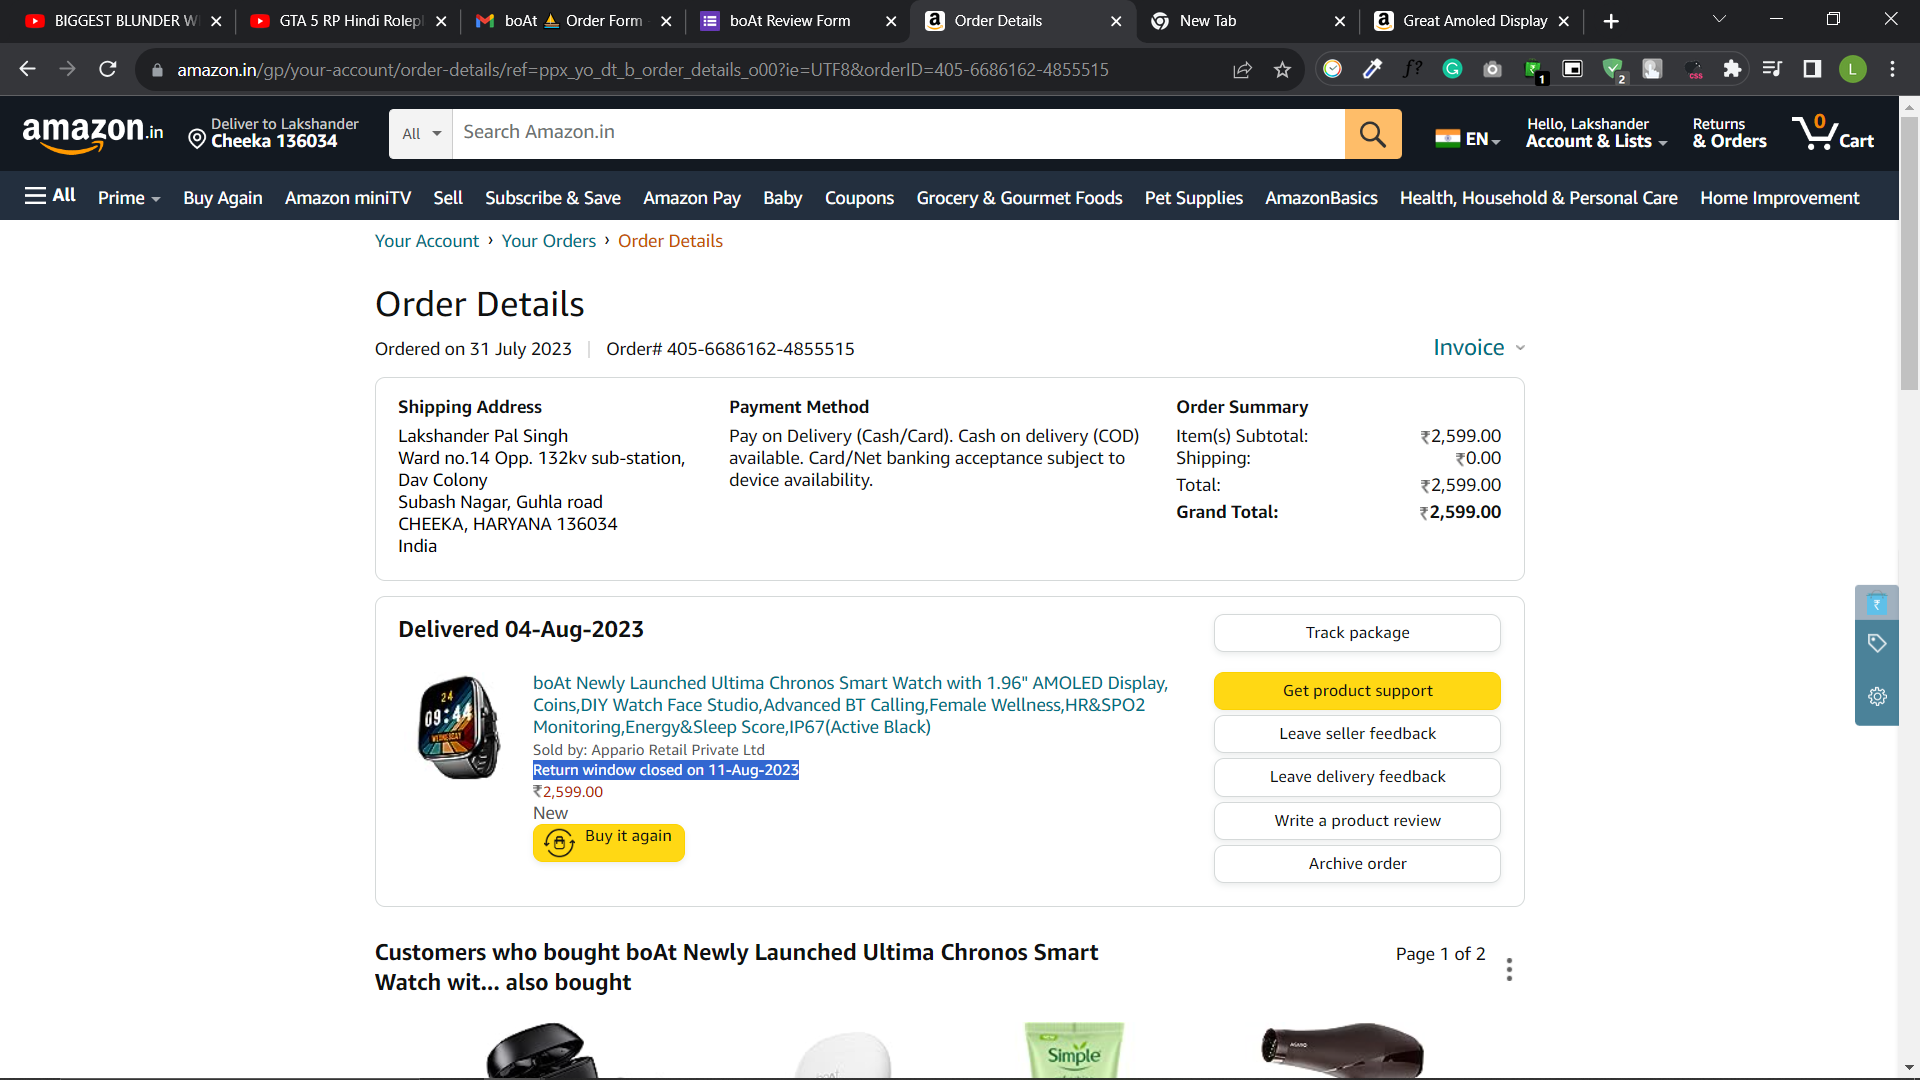 BIGGEST BLUNDER W
GTA 5 RP Hindi Rolepl
boAt Order Form
boAt Review Form
Order Details
New Tab
Great Amoled Display
amazon.in/gp/your-account/order-details/ref=ppx_yo_dt_b_order_details_o00?ie=UTF8&orderID=405-6686162-4855515
f?
1
2
css
L
amazon.in
Deliver to Lakshander
Cheeka 136034
All
Search Amazon.in
EN
Hello, Lakshander
Account & Lists
Returns
& Orders
0
Cart
All
Prime
Buy Again
Amazon miniTV
Sell
Subscribe & Save
Amazon Pay
Baby
Coupons
Grocery & Gourmet Foods
Pet Supplies
AmazonBasics
Health, Household & Personal Care
Home Improvement
Your Account › Your Orders › Order Details
Order Details
Ordered on 31 July 2023
Order# 405-6686162-4855515
Invoice
Shipping Address
Lakshander Pal Singh
Ward no.14 Opp. 132kv sub-station,
Dav Colony
Subash Nagar, Guhla road
CHEEKA, HARYANA 136034
India
Payment Method
Pay on Delivery (Cash/Card). Cash on delivery (COD)
available. Card/Net banking acceptance subject to
device availability.
Order Summary
Item(s) Subtotal: ₹2,599.00
Shipping: ₹0.00
Total: ₹2,599.00
Grand Total: ₹2,599.00
Delivered 04-Aug-2023
24
09:44
WEDNESDAY
boAt Newly Launched Ultima Chronos Smart Watch with 1.96" AMOLED Display,
Coins,DIY Watch Face Studio,Advanced BT Calling,Female Wellness,HR&SPO2
Monitoring,Energy&Sleep Score,IP67(Active Black)
Sold by: Appario Retail Private Ltd
Return window closed on 11-Aug-2023
₹2,599.00
New
Buy it again
Track package
Get product support
Leave seller feedback
Leave delivery feedback
Write a product review
Archive order
₹
Customers who bought boAt Newly Launched Ultima Chronos Smart
Watch wit... also bought
Page 1 of 2
boAt
Simple